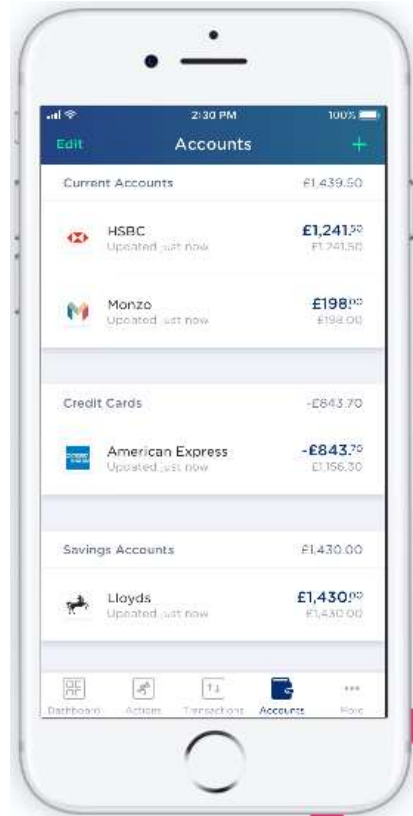 2:30 PM 100%
Edit Accounts +
Current Accounts £1,439.50
HSBC £1,241.50
Updated just now £1,241.50
Monzo £198.00
Updated just now £198.00
Credit Cards -£843.70
American Express -£843.70
Updated just now £1,156.30
Savings Accounts £1,430.00
Lloyds £1,430.00
Updated just now £1,430.00
Dashboard Actions Transactions Accounts More